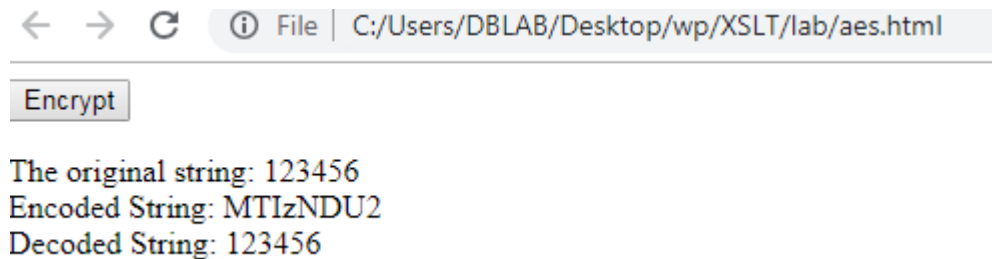 File | C:/Users/DBLAB/Desktop/wp/XSLT/lab/aes.html
Encrypt
The original string: 123456
Encoded String: MTIzNDU2
Decoded String: 123456